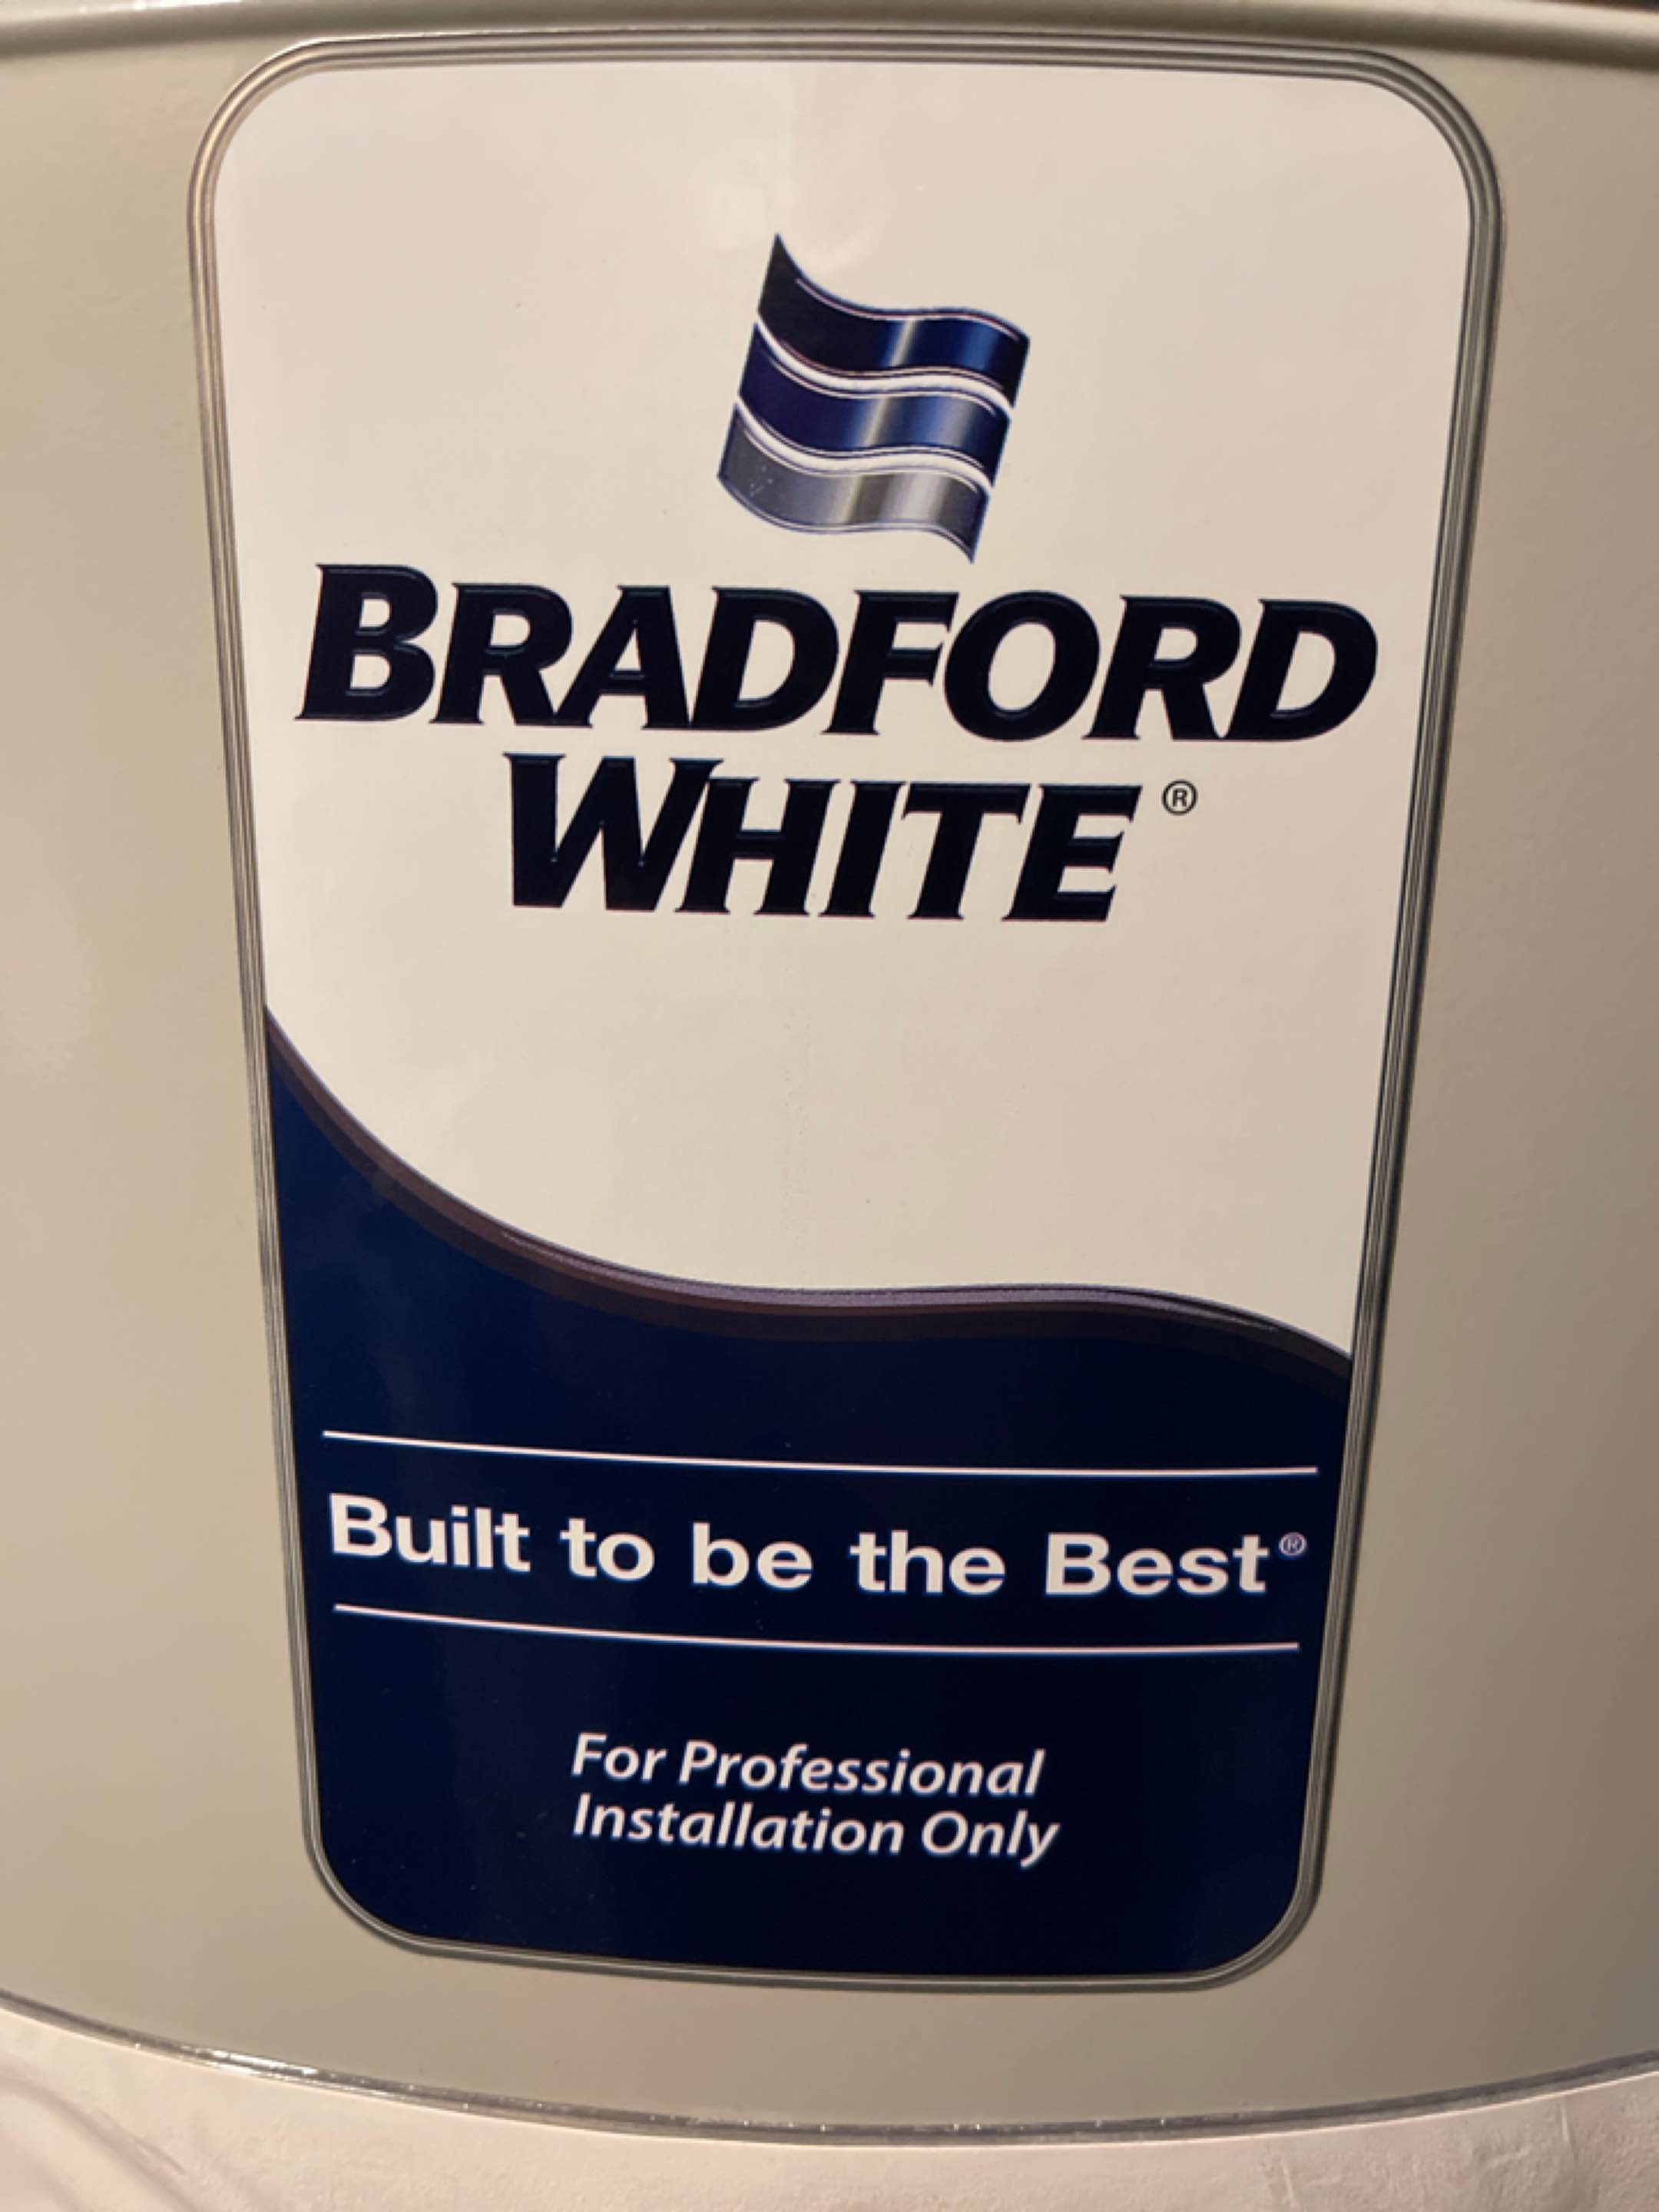 BRADFORD
WHITE®
Built to be the Best®
For Professional
Installation Only